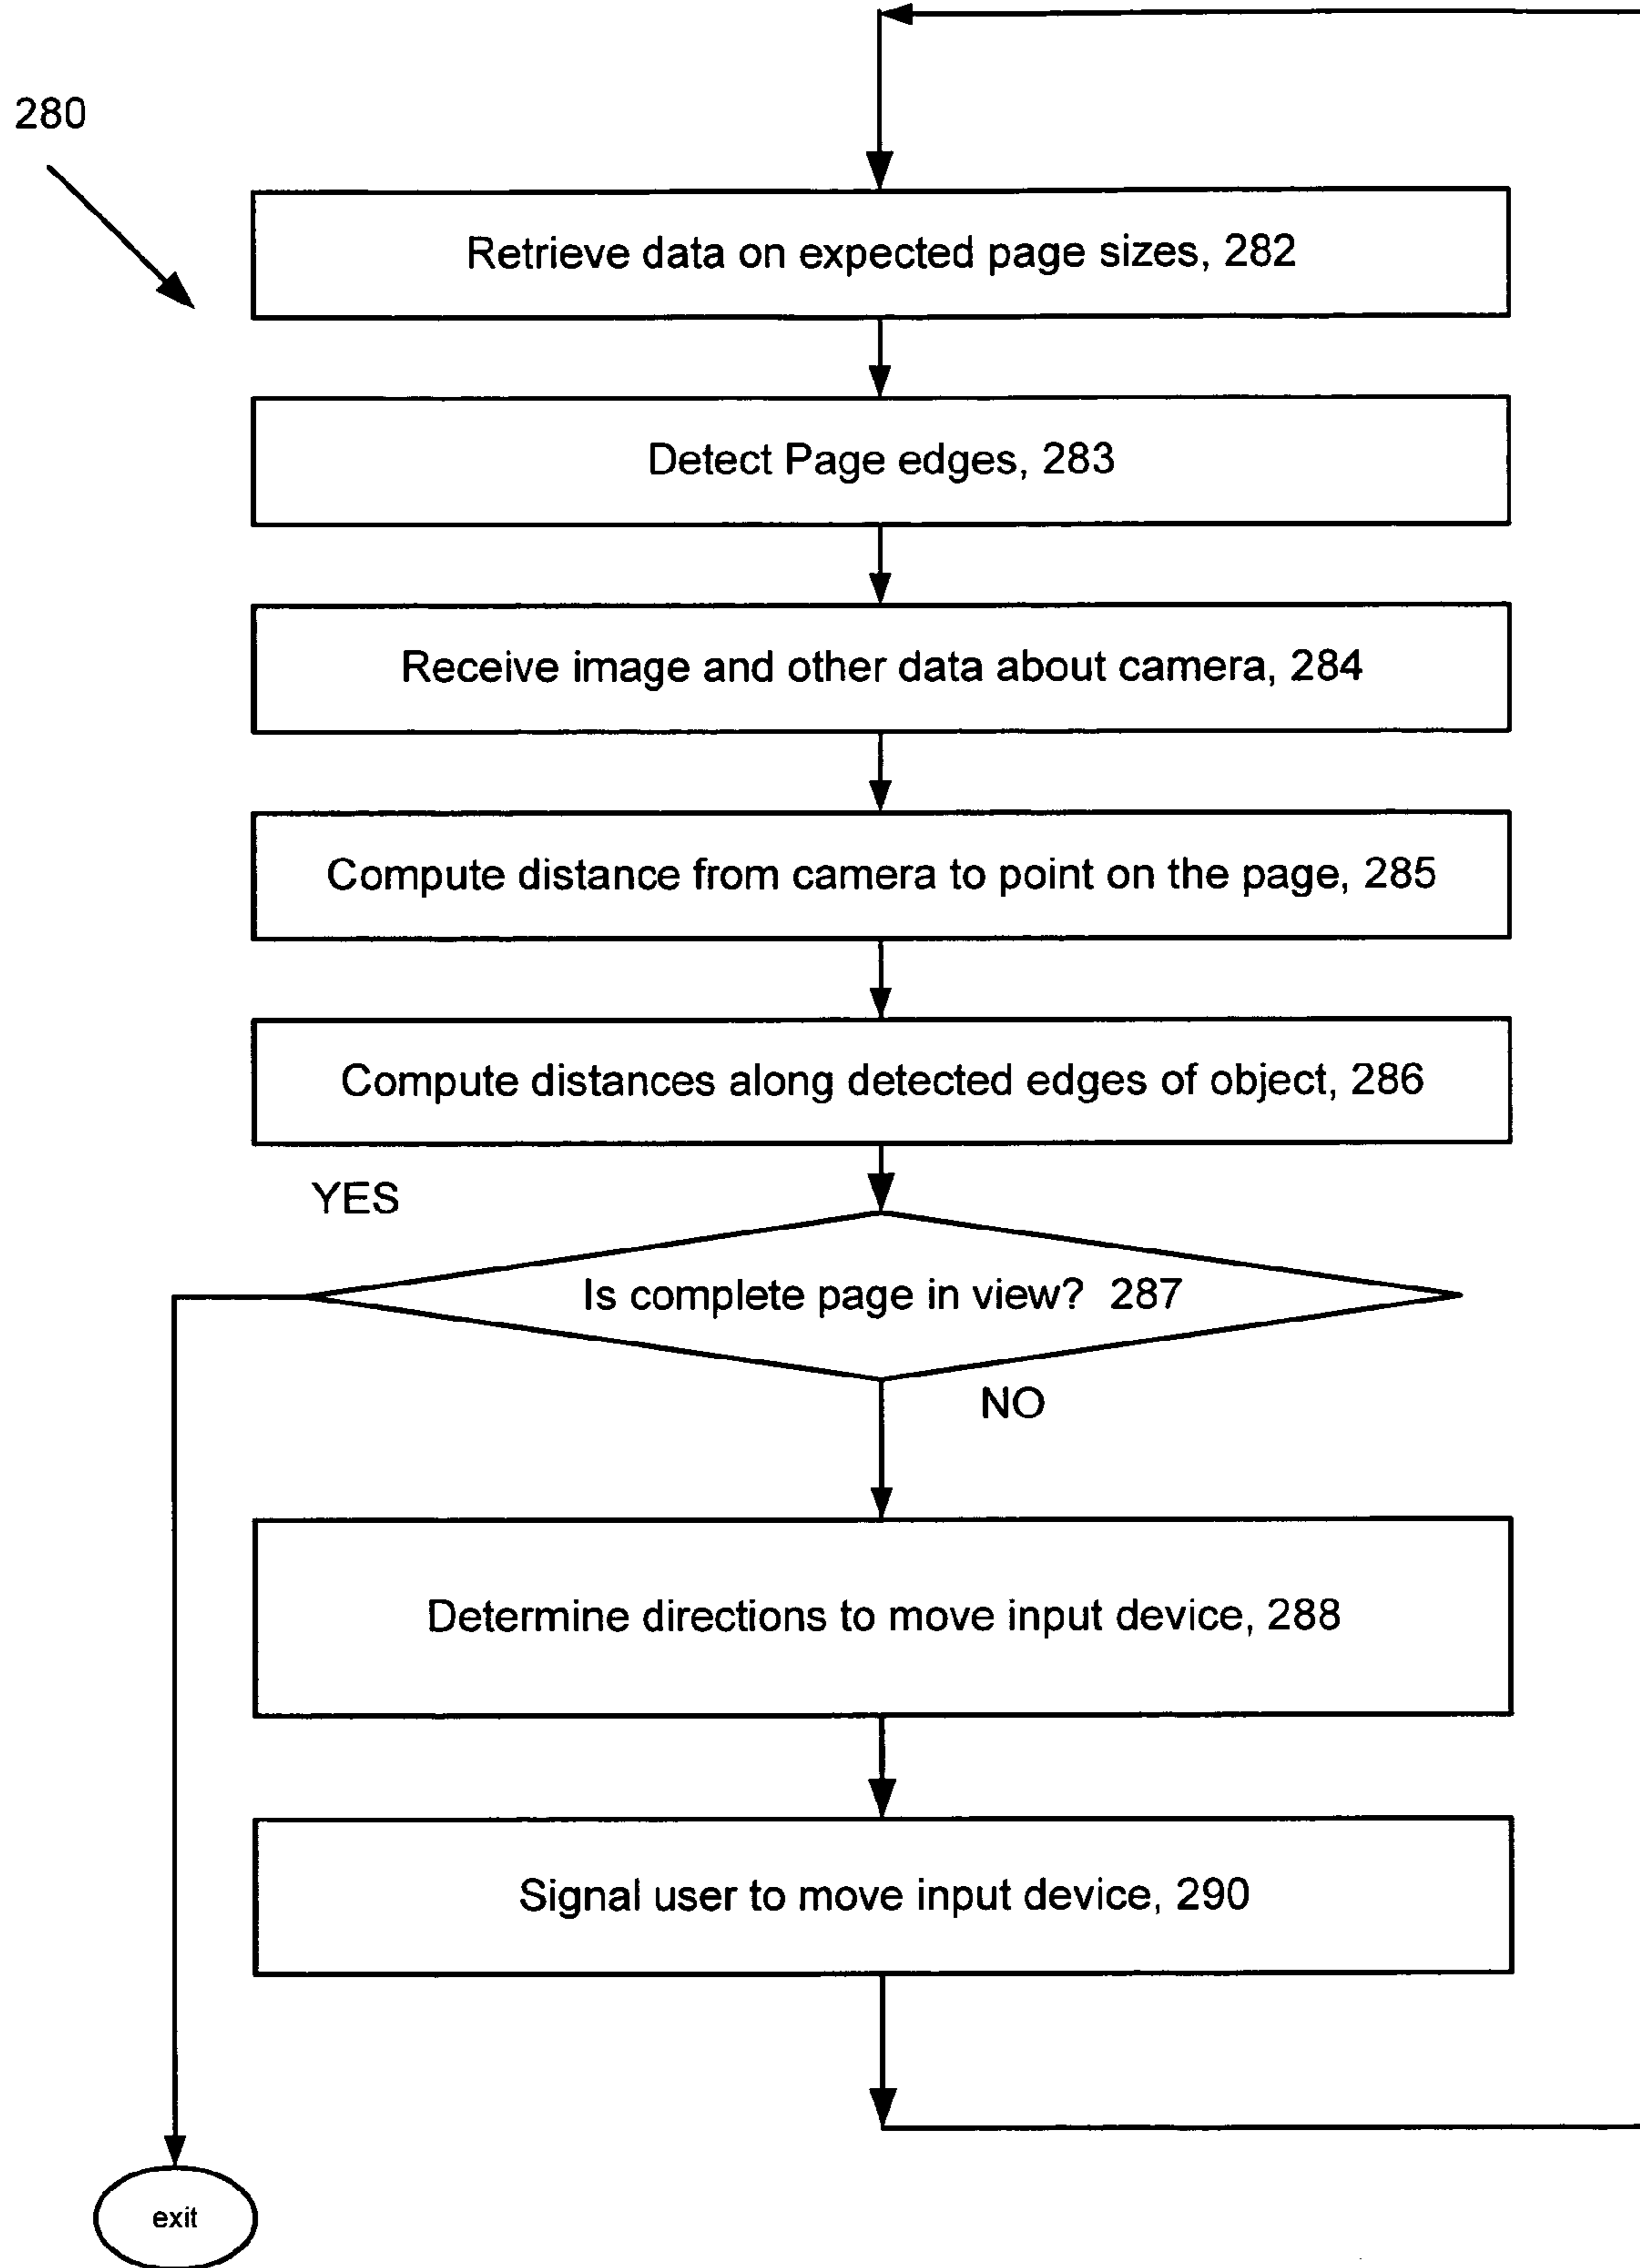 280
Retrieve data on expected page sizes, 282
Detect Page edges, 283
Receive image and other data about camera, 284
Compute distance from camera to point on the page, 285
Compute distances along detected edges of object, 286
YES
Is complete page in view? 287
NO
Determine directions to move input device, 288
Signal user to move input device, 290
exit